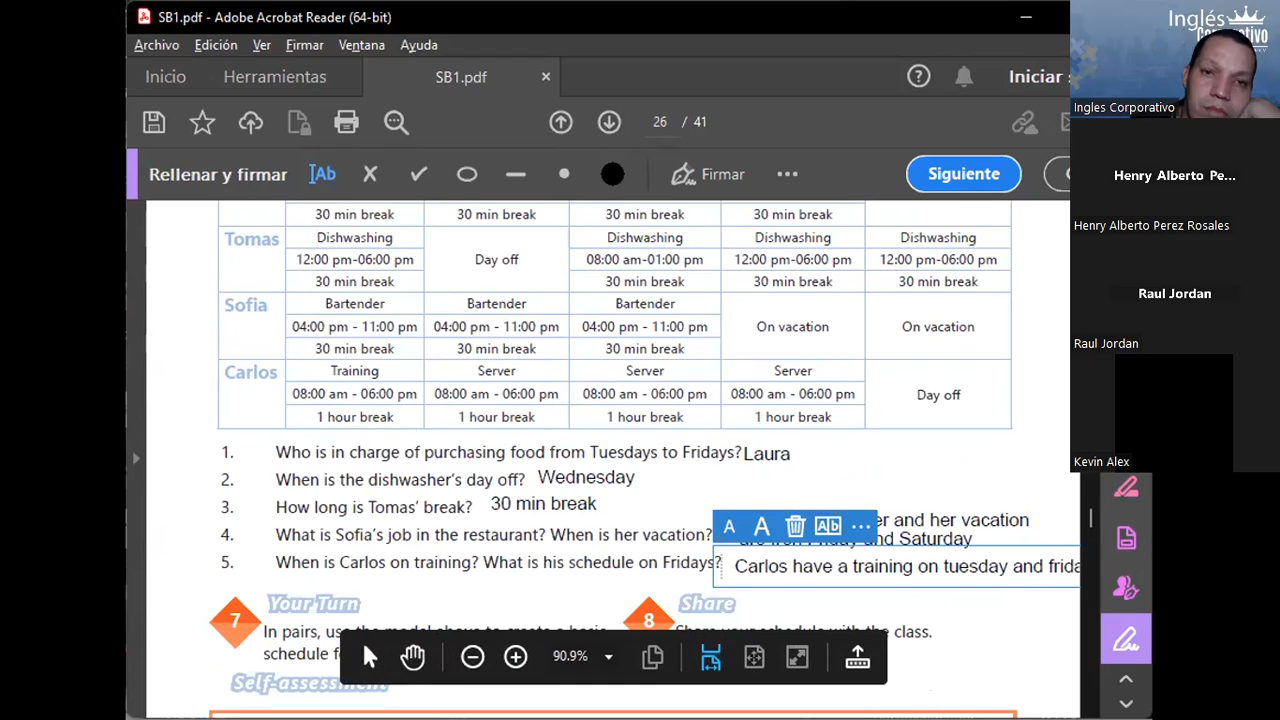 SB1.pdf - Adobe Acrobat Reader (64-bit)
Archivo Edición Ver Firmar Ventana Ayuda
Inicio Herramientas SB1.pdf × Iniciar
26 / 41
Rellenar y firmar Ab Firmar Siguiente
30 min break 30 min break 30 min break 30 min break
Tomas Dishwashing Dishwashing Dishwashing Dishwashing
12:00 pm-06:00 pm Day off 08:00 am-01:00 pm 12:00 pm-06:00 pm 12:00 pm-06:00 pm
30 min break 30 min break 30 min break 30 min break
Sofia Bartender Bartender Bartender
04:00 pm - 11:00 pm 04:00 pm - 11:00 pm 04:00 pm - 11:00 pm On vacation On vacation
30 min break 30 min break 30 min break
Carlos Training Server Server Server
08:00 am - 06:00 pm 08:00 am - 06:00 pm 08:00 am - 06:00 pm 08:00 am - 06:00 pm Day off
1 hour break 1 hour break 1 hour break 1 hour break
1. Who is in charge of purchasing food from Tuesdays to Fridays? Laura
2. When is the dishwasher's day off? Wednesday
3. How long is Tomas' break? 30 min break
A A Ab er and her vacation
4. What is Sofia's job in the restaurant? When is her vacation?
and Saturday
5. When is Carlos on training? What is his schedule on Fridays? Carlos have a training on tuesday and frida
7 Your Turn
In pairs, use the model above to create a basic
8 Share
Share your schedule with the class.
Self-assessment
90.9%
Inglés
Corporativo
Ingles Corporativo
Henry Alberto Pe...
Henry Alberto Perez Rosales
Raul Jordan
Raul Jordan
Kevin Alex